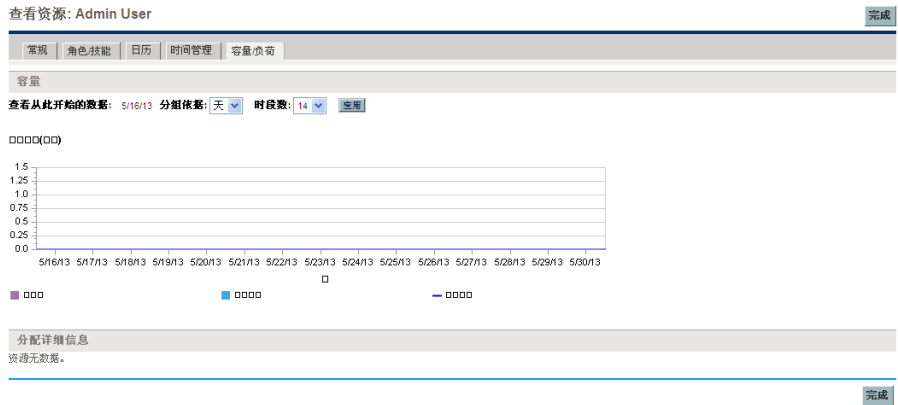 查看资源: Admin User
完成
常规 角色/技能 日历 时间管理 容量/负荷
容量
查看从此开始的数据: 5/16/13 分组依据: 天 时段数: 14 应用
□□□□(□□)
1.5
1.25
1.0
0.75
0.5
0.25
0.0
5/16/13 5/17/13 5/18/13 5/19/13 5/20/13 5/21/13 5/22/13 5/23/13 5/24/13 5/25/13 5/26/13 5/27/13 5/28/13 5/29/13 5/30/13
□
□□□ □□□□ □□□□
分配详细信息
资源无数据。
完成